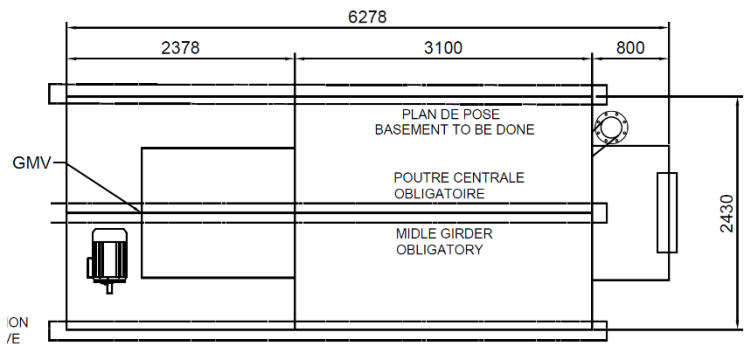 6278
2378
3100
800
PLAN DE POSE
BASEMENT TO BE DONE
GMV
POUTRE CENTRALE
OBLIGATOIRE
2430
MIDLE GIRDER
OBLIGATORY
ION
/E